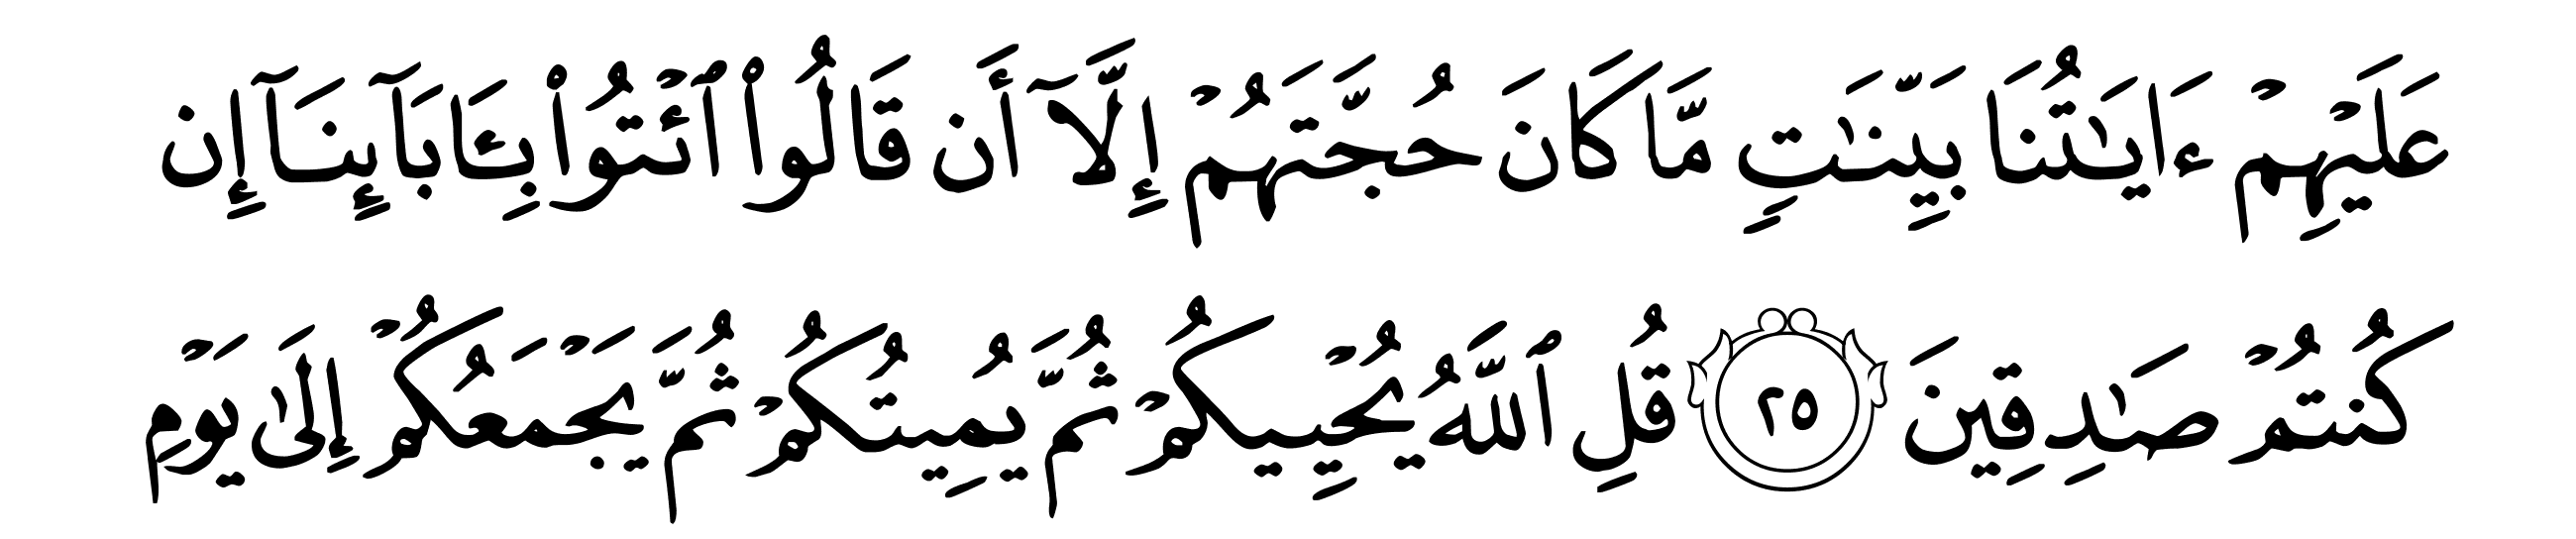 عَلَيْهِمْ ءَايَٰتُنَا بَيِّنَٰتٍ مَّا كَانَ حُجَّتَهُمْ إِلَّآ أَن قَالُوا۟ ٱئْتُوا۟ بِـَٔابَآئِنَآ إِن
كُنتُمْ صَٰدِقِينَ ٢٥ قُلِ ٱللَّهُ يُحْيِيكُمْ ثُمَّ يُمِيتُكُمْ ثُمَّ يَجْمَعُكُمْ إِلَىٰ يَوْمِ